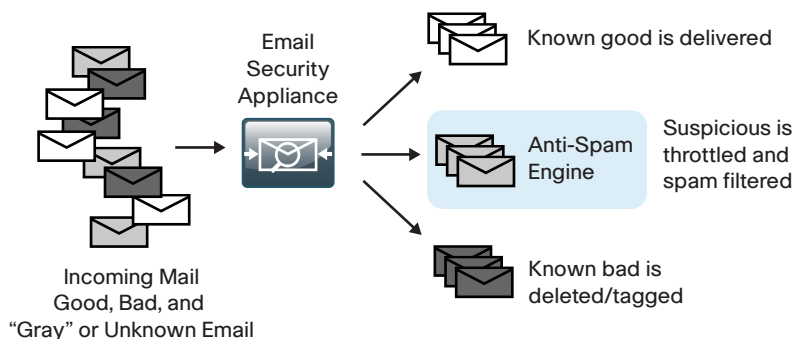 Email
Security
Appliance
Known good is delivered
Anti-Spam
Engine
Suspicious is
throttled and
spam filtered
Known bad is
deleted/tagged
Incoming Mail
Good, Bad, and
“Gray” or Unknown Email